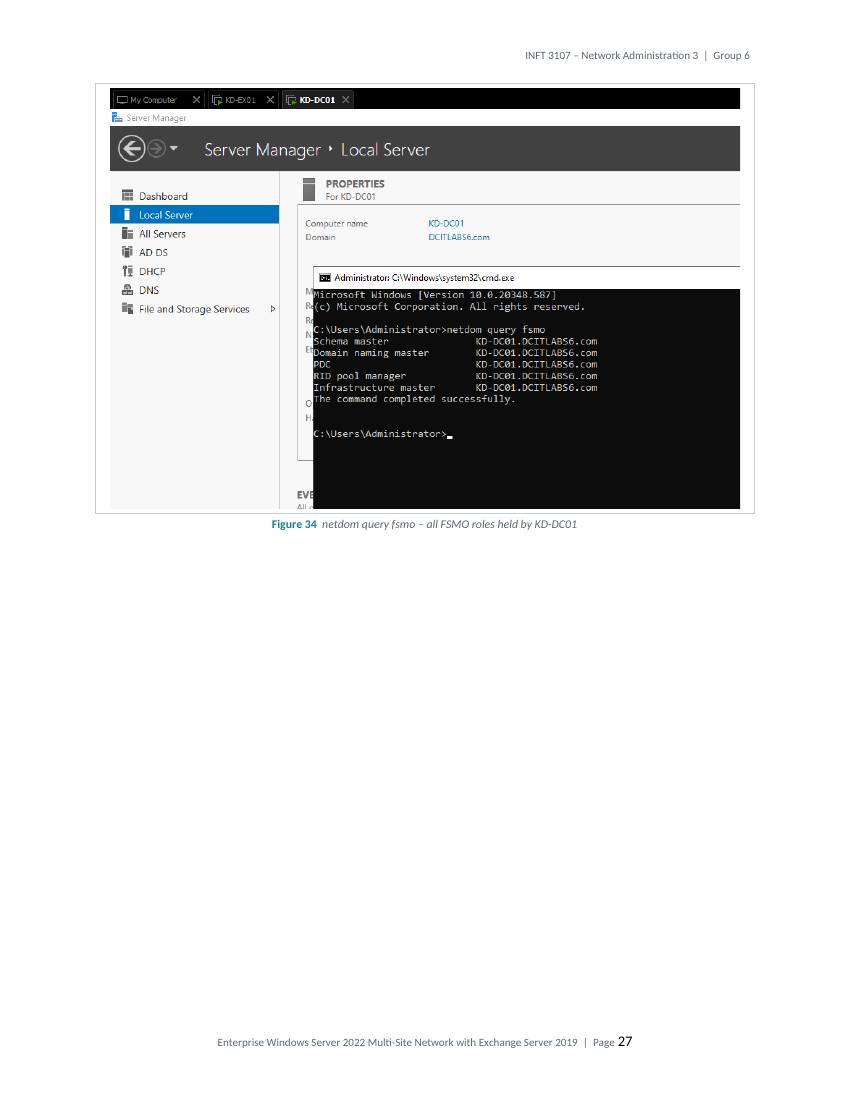 INFT 3107 – Network Administration 3 | Group 6
My Computer KD-EX01 KD-DC01
Server Manager
Server Manager • Local Server
Dashboard
Local Server
All Servers
AD DS
DHCP
DNS
File and Storage Services
PROPERTIES
For KD-DC01
Computer name KD-DC01
Domain DCITLABS6.com
Administrator: C:\Windows\system32\cmd.exe
Microsoft Windows [Version 10.0.20348.587]
(c) Microsoft Corporation. All rights reserved.
C:\Users\Administrator>netdom query fsmo
Schema master KD-DC01.DCITLABS6.com
Domain naming master KD-DC01.DCITLABS6.com
PDC KD-DC01.DCITLABS6.com
RID pool manager KD-DC01.DCITLABS6.com
Infrastructure master KD-DC01.DCITLABS6.com
The command completed successfully.
C:\Users\Administrator>
Figure 34 netdom query fsmo – all FSMO roles held by KD-DC01
Enterprise Windows Server 2022 Multi-Site Network with Exchange Server 2019 | Page 27